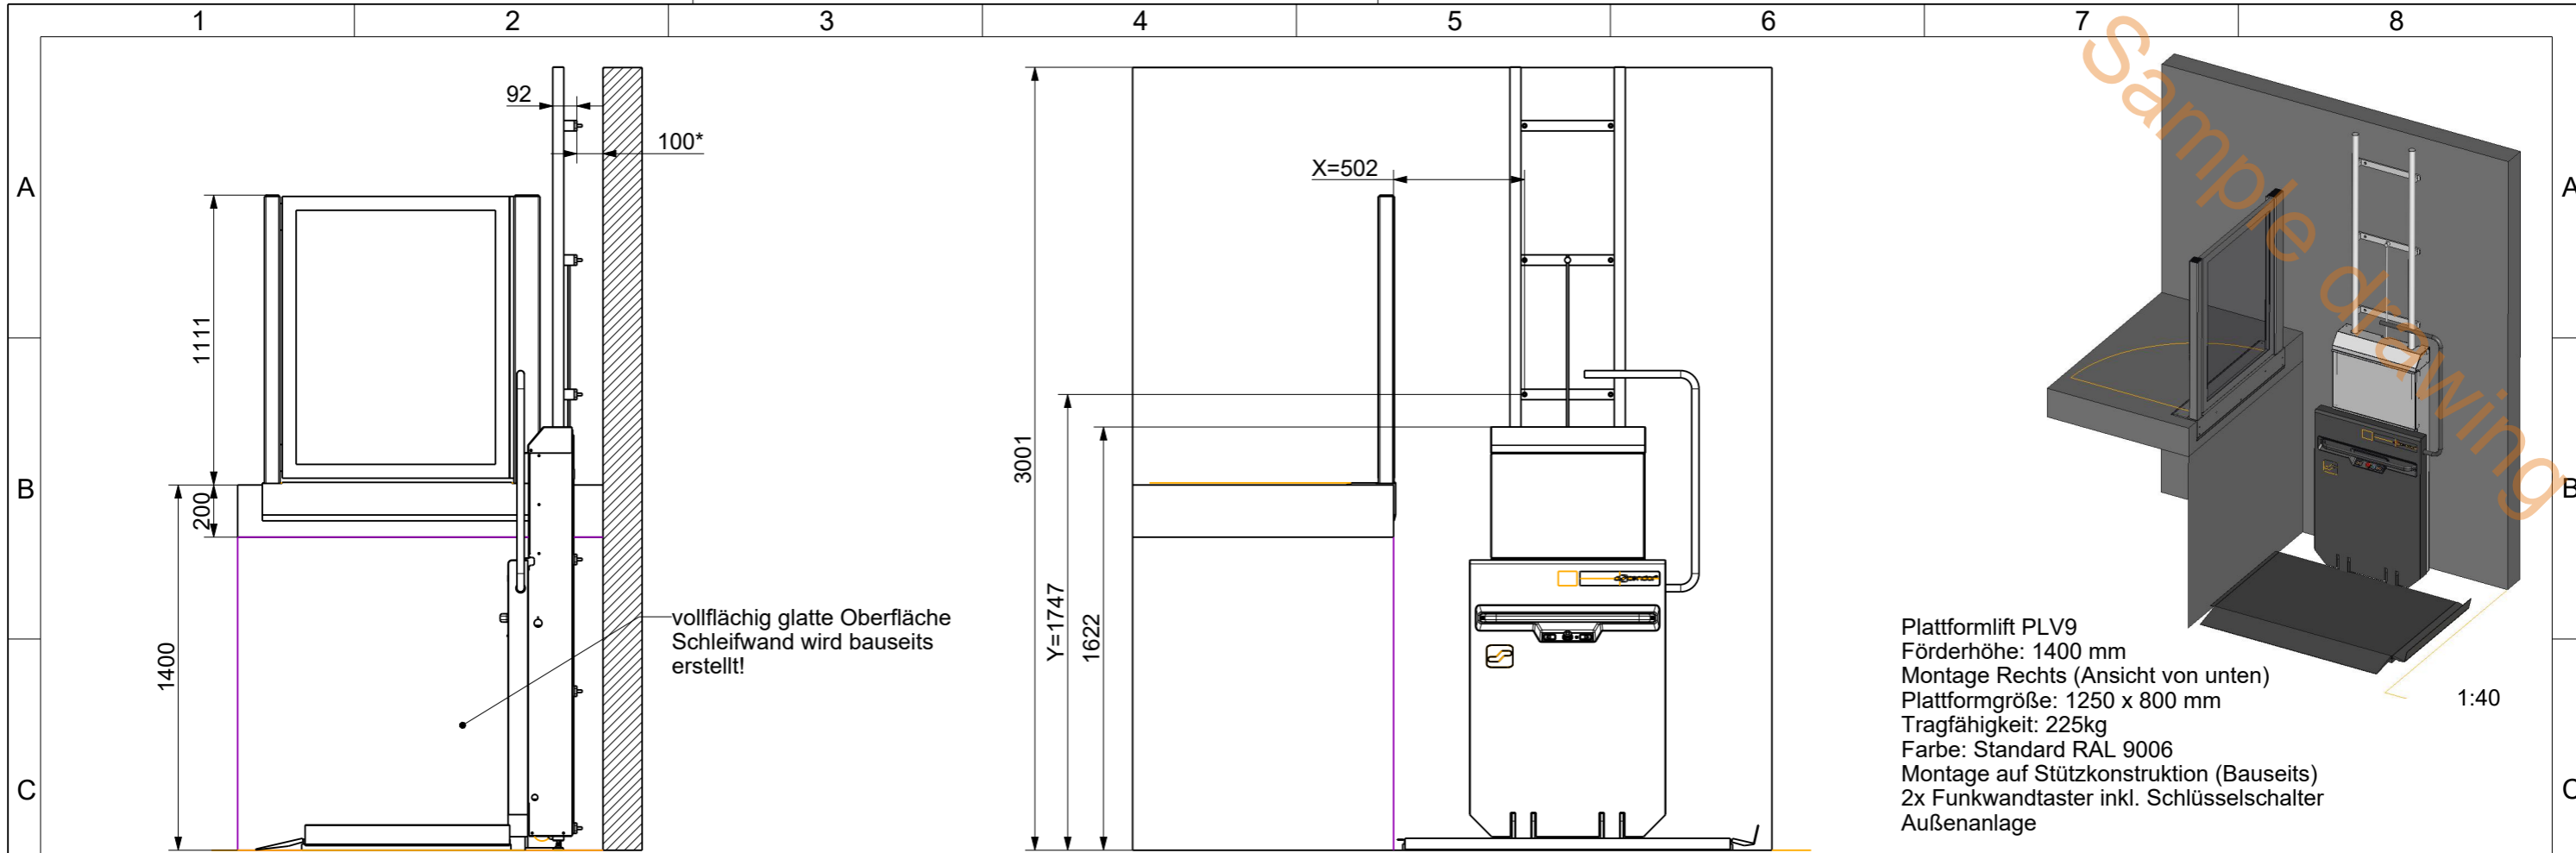 1 2 3 4 5 6 7 8
A
B
C
A
B
C
92
100*
1111
200
1400
vollflächig glatte Oberfläche
Schleifwand wird bauseits
erstellt!
X=502
3001
Y=1747
1622
Sample drawing
Plattformlift PLV9
Förderhöhe: 1400 mm
Montage Rechts (Ansicht von unten)
Plattformgröße: 1250 x 800 mm
Tragfähigkeit: 225kg
Farbe: Standard RAL 9006
Montage auf Stützkonstruktion (Bauseits)
2x Funkwandtaster inkl. Schlüsselschalter
Außenanlage
1:40